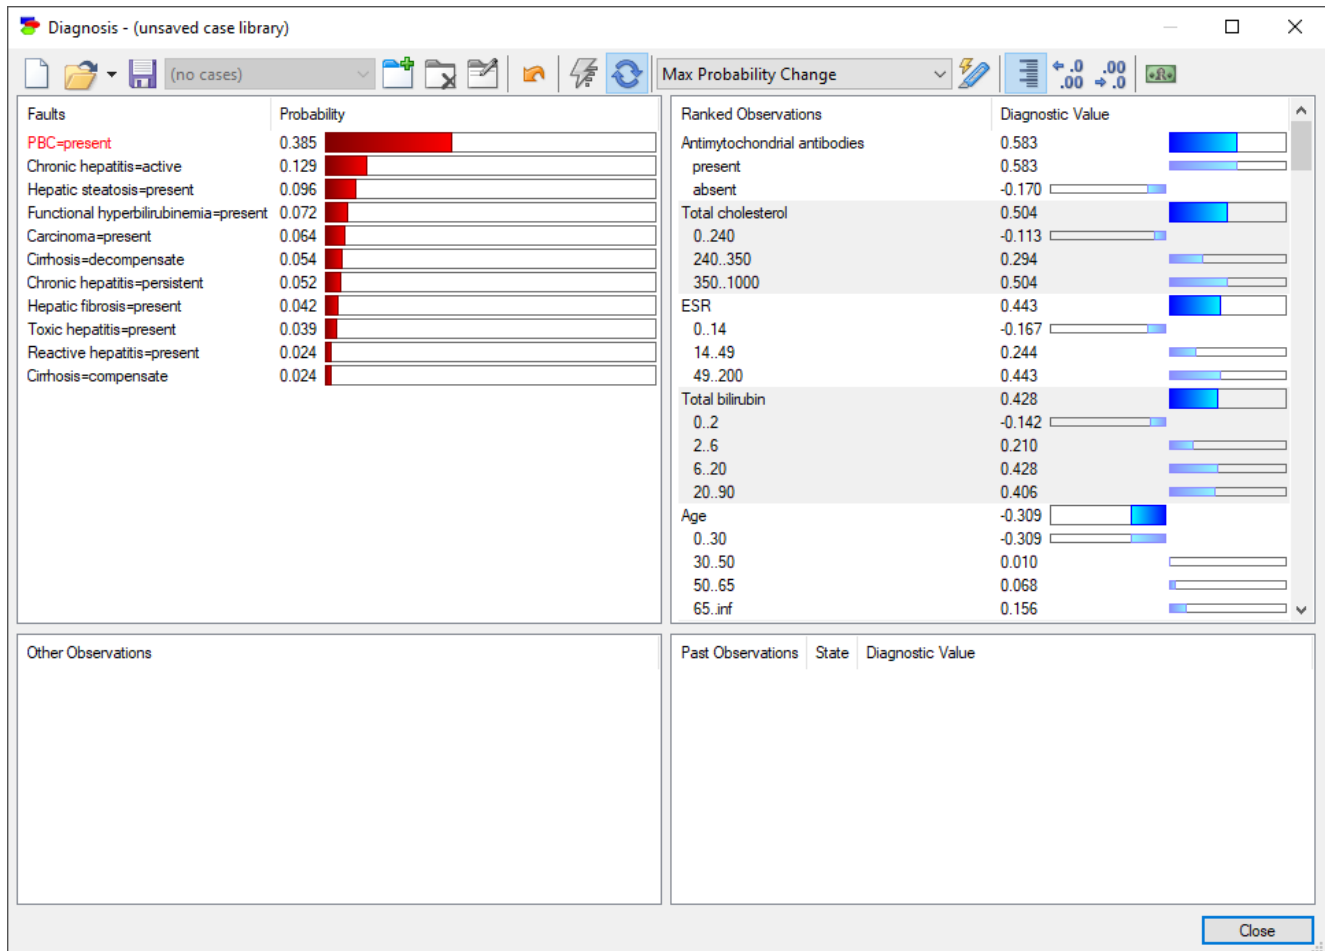 Diagnosis - (unsaved case library)
(no cases)
Max Probability Change
Faults Probability
PBC=present 0.385
Chronic hepatitis=active 0.129
Hepatic steatosis=present 0.096
Functional hyperbilirubinemia=present 0.072
Carcinoma=present 0.064
Cirrhosis=decompensate 0.054
Chronic hepatitis=persistent 0.052
Hepatic fibrosis=present 0.042
Toxic hepatitis=present 0.039
Reactive hepatitis=present 0.024
Cirrhosis=compensate 0.024
Ranked Observations Diagnostic Value
Antimytochondrial antibodies 0.583
present 0.583
absent -0.170
Total cholesterol 0.504
0..240 -0.113
240..350 0.294
350..1000 0.504
ESR 0.443
0..14 -0.167
14..49 0.244
49..200 0.443
Total bilirubin 0.428
0..2 -0.142
2..6 0.210
6..20 0.428
20..90 0.406
Age -0.309
0..30 -0.309
30..50 0.010
50..65 0.068
65..inf 0.156
Other Observations
Past Observations State Diagnostic Value
Close